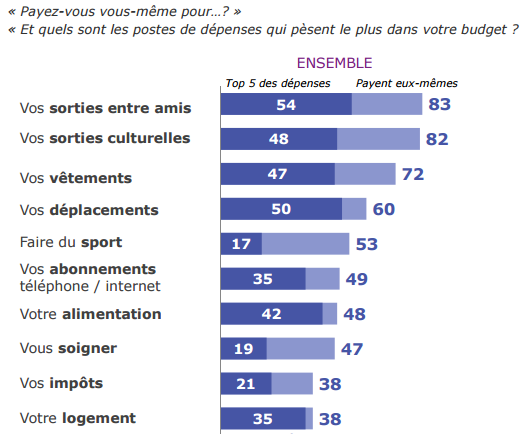 « Payez-vous vous-même pour…? »
« Et quels sont les postes de dépenses qui pèsent le plus dans votre budget ?
ENSEMBLE
Top 5 des dépenses Payent eux-mêmes
Vos sorties entre amis 54 83
Vos sorties culturelles 48 82
Vos vêtements 47 72
Vos déplacements 50 60
Faire du sport 17 53
Vos abonnements
téléphone / internet 35 49
Votre alimentation 42 48
Vous soigner 19 47
Vos impôts 21 38
Votre logement 35 38